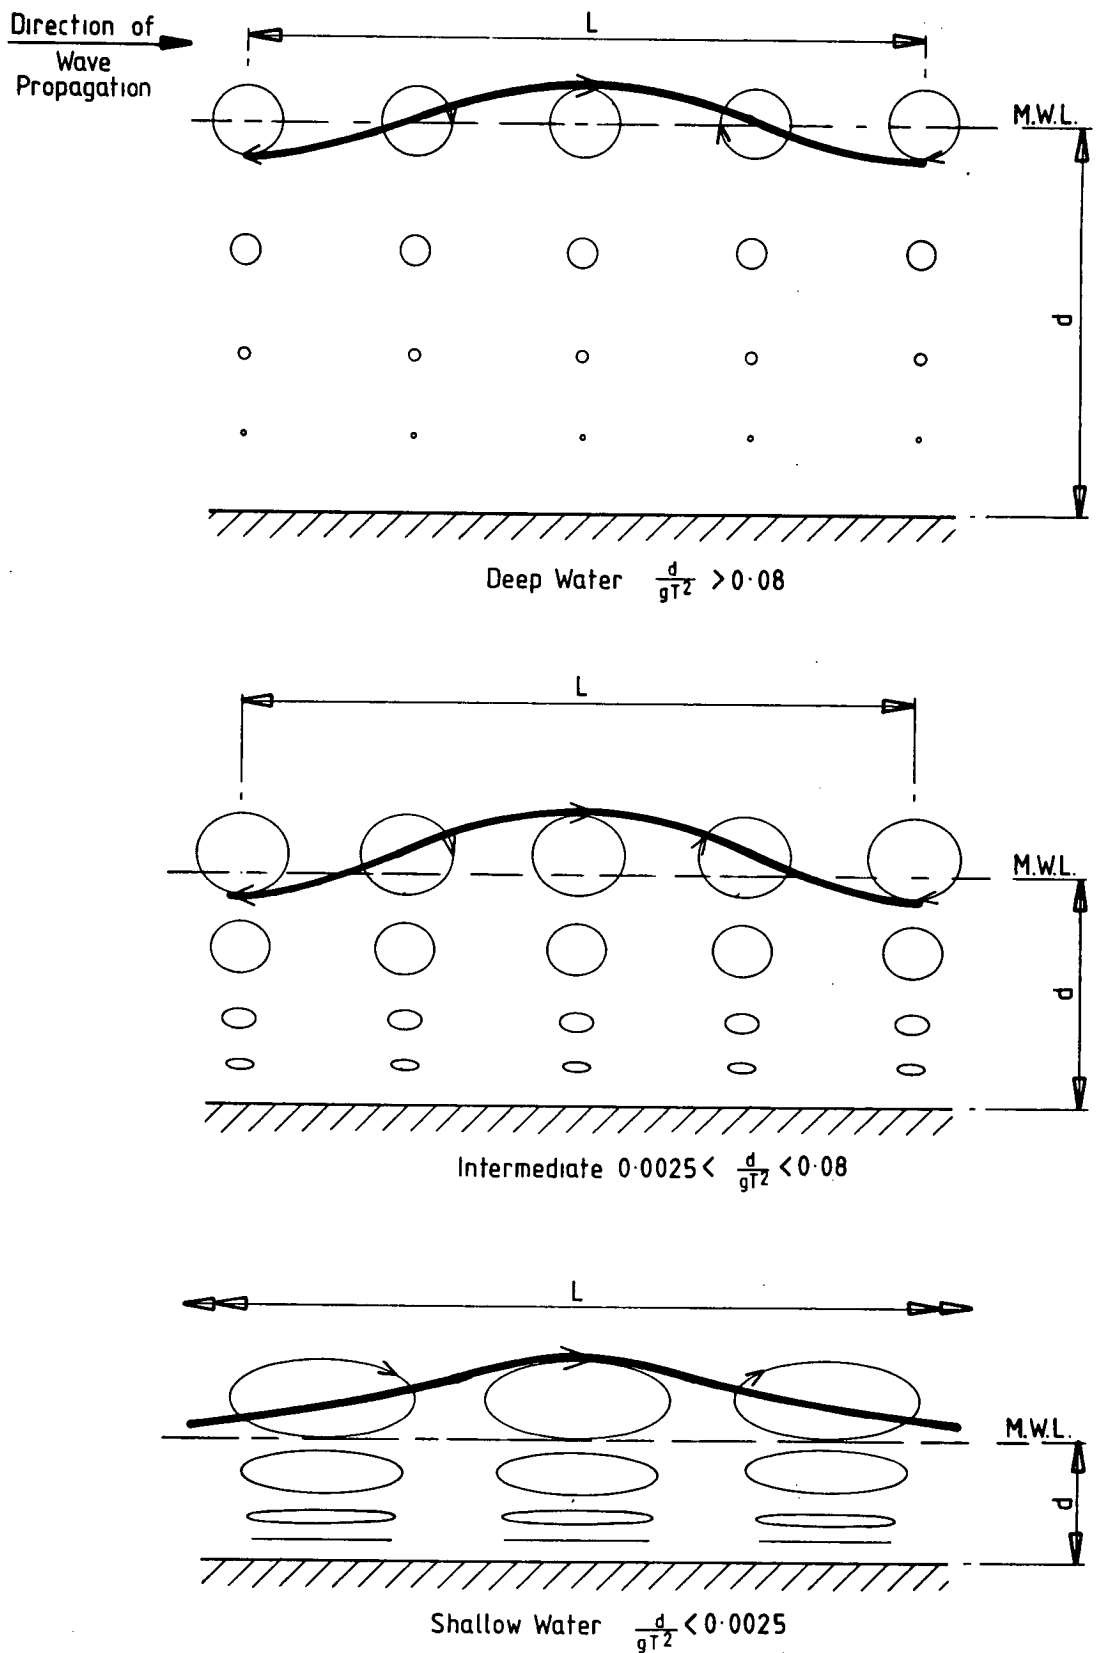 Direction of
Wave
Propagation
L
M.W.L.
d
Deep Water d/gT² >0·08
L
M.W.L.
d
Intermediate 0·0025< d/gT² <0·08
L
M.W.L.
d
Shallow Water d/gT² <0·0025